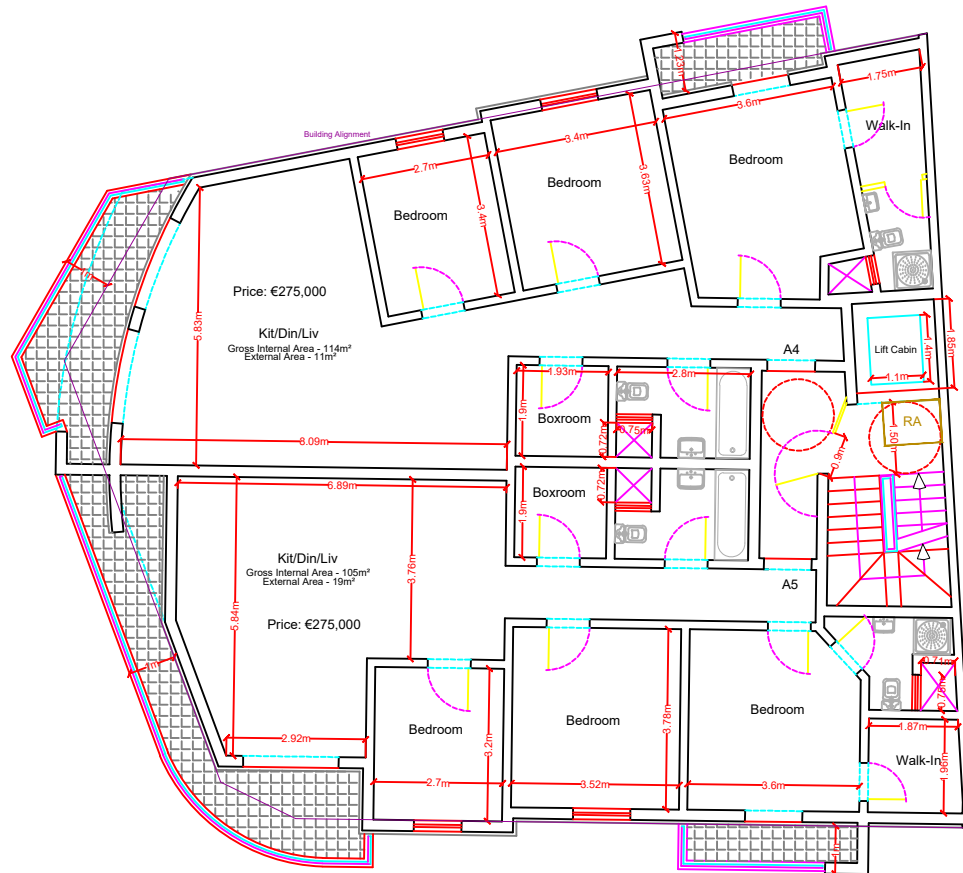 1.23m
1.75m
3.6m
Walk-In
Building Alignment
3.4m
2.7m
Bedroom
3.63m
Bedroom
3.4m
Bedroom
1m
Price: €275,000
5.83m
Kit/Din/Liv
Gross Internal Area - 114m²
External Area - 11m²
A4
Lift Cabin
1.4m
1.85m
1.1m
1.93m
2.8m
1.9m
Boxroom
0.72m
0.75m
RA
1.50m
8.09m
0.9m
6.89m
Boxroom
0.72m
1.9m
Kit/Din/Liv
Gross Internal Area - 105m²
External Area - 19m²
3.76m
A5
5.84m
Price: €275,000
1m
0.71m
2.92m
Bedroom
3.2m
Bedroom
3.78m
Bedroom
1.87m
Walk-In
1.96m
2.7m
3.52m
3.6m
1m